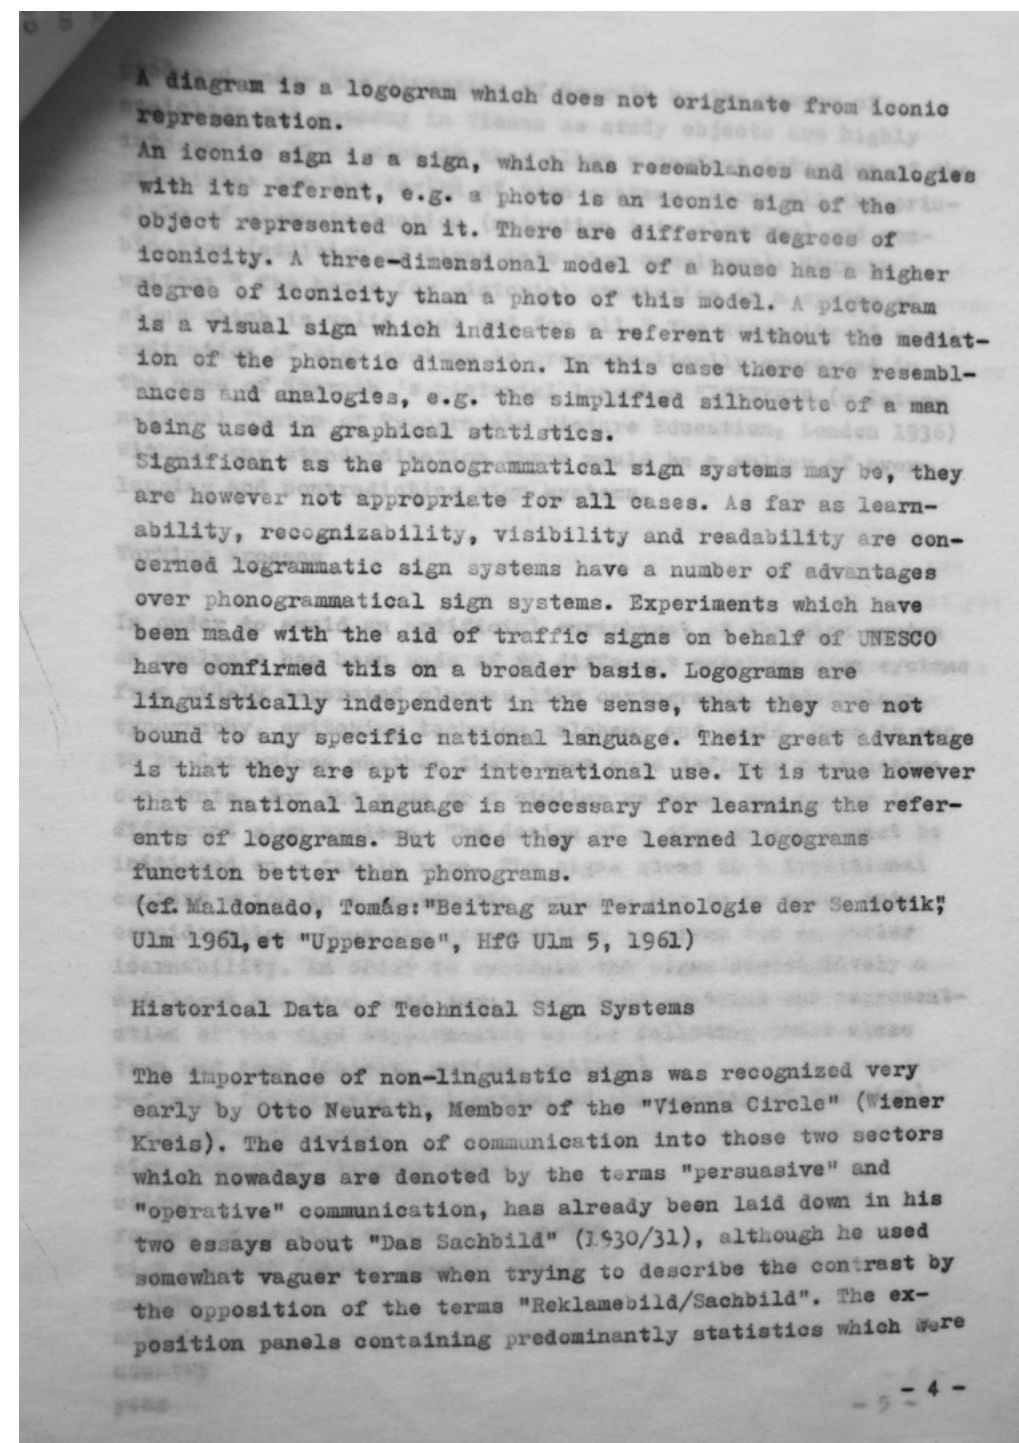 A diagram is a logogram which does not originate from iconic
representation.
An iconic sign is a sign, which has resemblances and analogies
with its referent, e.g. a photo is an iconic sign of the
object represented on it. There are different degrees of
iconicity. A three-dimensional model of a house has a higher
degree of iconicity than a photo of this model. A pictogram
is a visual sign which indicates a referent without the mediat-
ion of the phonetic dimension. In this case there are resembl-
ances and analogies, e.g. the simplified silhouette of a man
being used in graphical statistics.
Significant as the phonogrammatical sign systems may be, they
are however not appropriate for all cases. As far as learn-
ability, recognizability, visibility and readability are con-
cerned logrammatic sign systems have a number of advantages
over phonogrammatical sign systems. Experiments which have
been made with the aid of traffic signs on behalf of UNESCO
have confirmed this on a broader basis. Logograms are
linguistically independent in the sense, that they are not
bound to any specific national language. Their great advantage
is that they are apt for international use. It is true however
that a national language is necessary for learning the refer-
ents of logograms. But once they are learned logograms
function better than phonograms.
(cf. Maldonado, Tomás:"Beitrag zur Terminologie der Semiotik",
Ulm 1961, et "Uppercase", HfG Ulm 5, 1961)
Historical Data of Technical Sign Systems
The importance of non-linguistic signs was recognized very
early by Otto Neurath, Member of the "Vienna Circle" (Wiener
Kreis). The division of communication into those two sectors
which nowadays are denoted by the terms "persuasive" and
"operative" communication, has already been laid down in his
two essays about "Das Sachbild" (1930/31), although he used
somewhat vaguer terms when trying to describe the contrast by
the opposition of the terms "Reklamebild/Sachbild". The ex-
position panels containing predominantly statistics which were
- 4 -
- 5 -